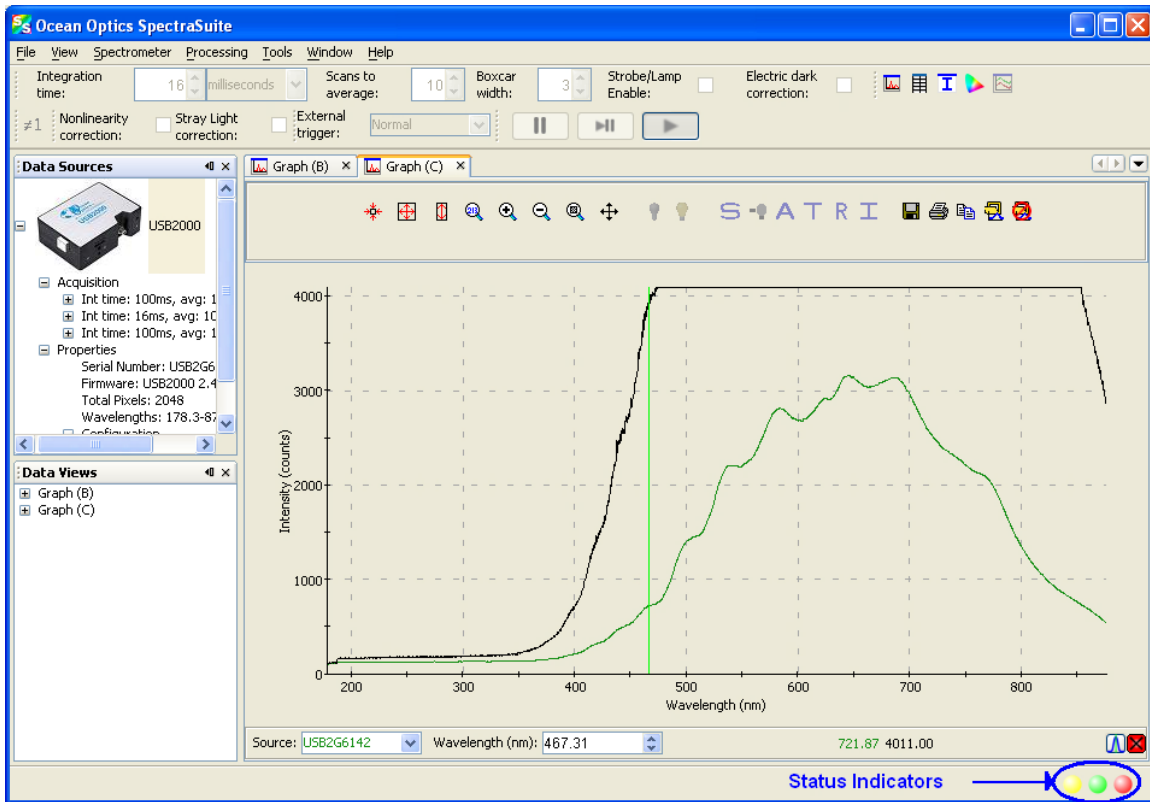 Ocean Optics SpectraSuite
File View Spectrometer Processing Tools Window Help
Integration time: 16 milliseconds Scans to average: 10 Boxcar width: 3 Strobe/Lamp Enable: Electric dark correction:
≠1 Nonlinearity correction: Stray Light correction: External trigger: Normal
Data Sources
Graph (B) Graph (C)
USB2000
USB2000
S A T R I
Acquisition
Int time: 100ms, avg: 1
Int time: 16ms, avg: 10
Int time: 100ms, avg: 1
Properties
Serial Number: USB2G6
Firmware: USB2000 2.4
Total Pixels: 2048
Wavelengths: 178.3-87
Configuration
Data Views
Graph (B)
Graph (C)
Intensity (counts)
4000
3000
2000
1000
0
200 300 400 500 600 700 800
Wavelength (nm)
Source: USB2G6142 Wavelength (nm): 467.31 721.87 4011.00
Status Indicators